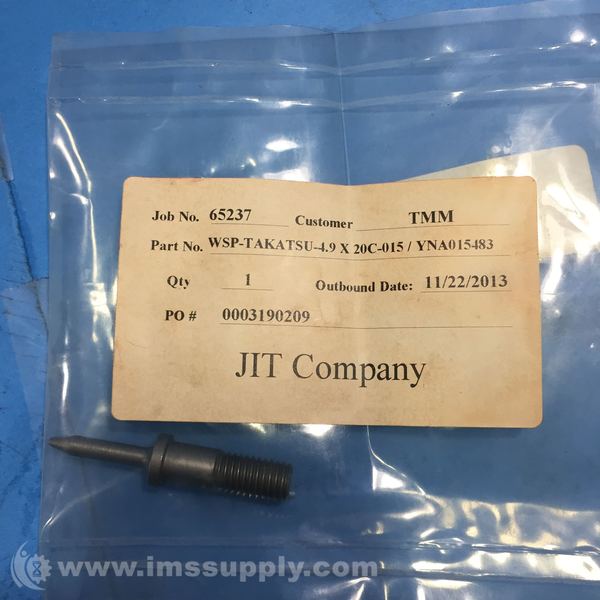 Job No. 65237 Customer TMM
Part No. WSP-TAKATSU-4.9 X 20C-015 / YNA015483
Qty 1 Outbound Date: 11/22/2013
PO # 0003190209
JIT Company
www.imssupply.com